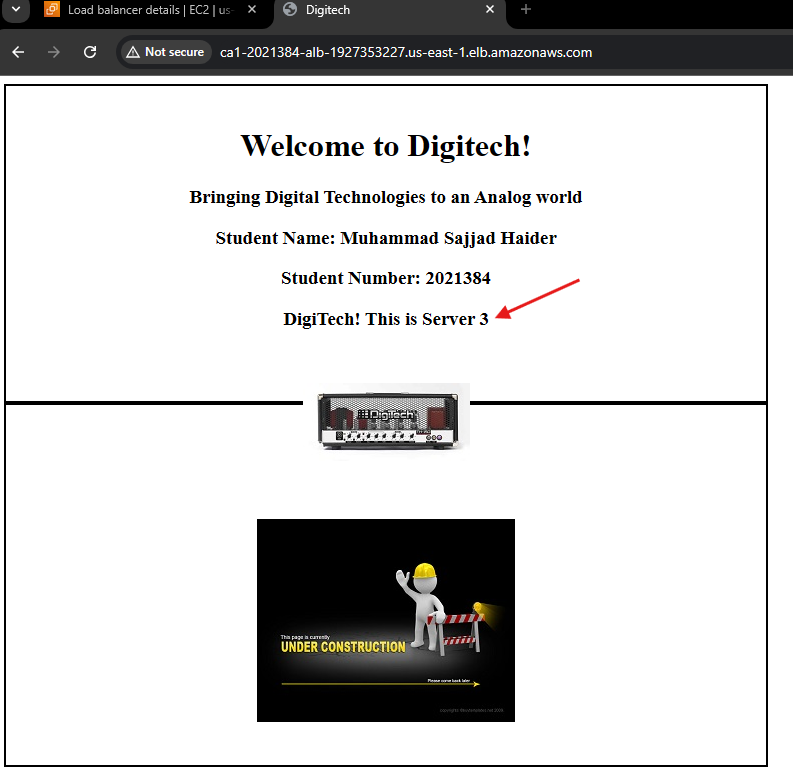 Load balancer details | EC2 | us-
Digitech
Not secure
ca1-2021384-alb-1927353227.us-east-1.elb.amazonaws.com
Welcome to Digitech!
Bringing Digital Technologies to an Analog world
Student Name: Muhammad Sajjad Haider
Student Number: 2021384
DigiTech! This is Server 3
DigiTech
This page is currently
UNDER CONSTRUCTION
Please come back later